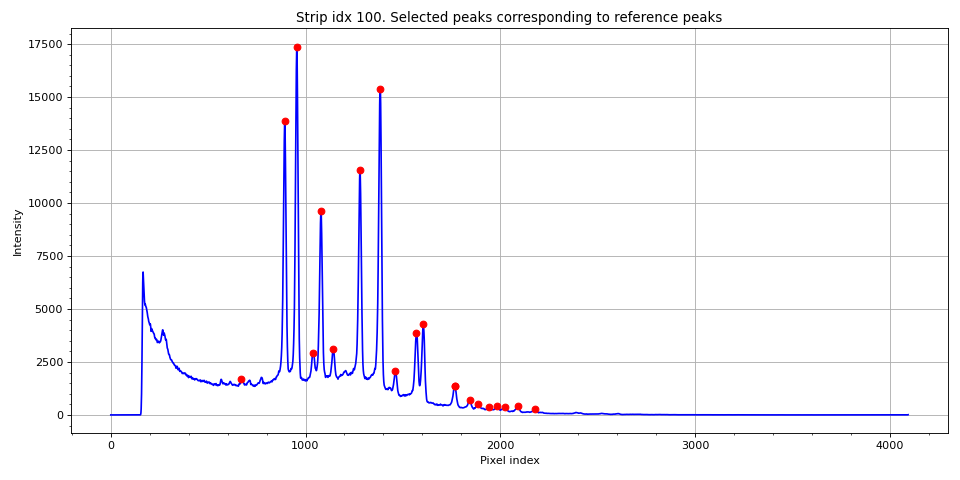 Strip idx 100. Selected peaks corresponding to reference peaks
17500
15000
12500
10000
7500
5000
2500
0
Intensity
0 1000 2000 3000 4000
Pixel index